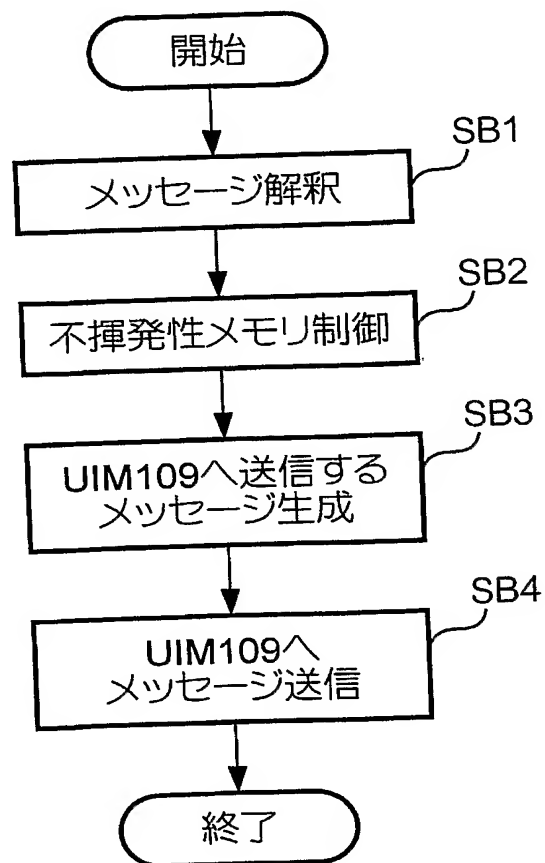 開始
SB1
メッセージ解釈
SB2
不揮発性メモリ制御
SB3
UIM109へ送信する
メッセージ生成
SB4
UIM109へ
メッセージ送信
終了